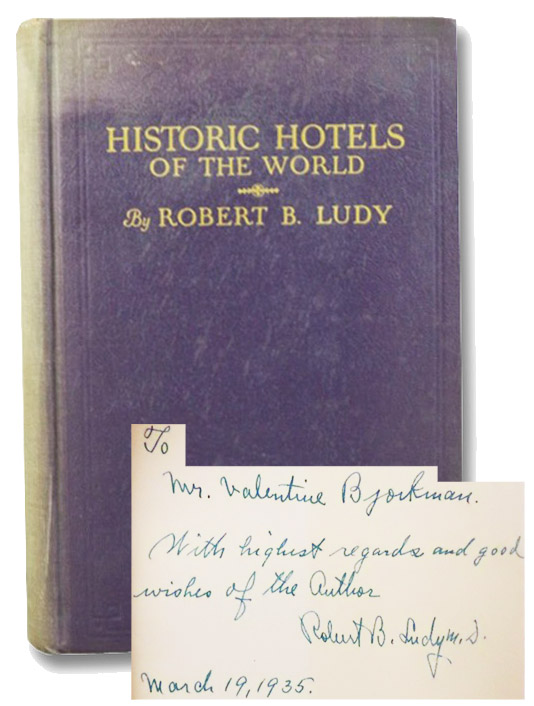 HISTORIC HOTELS
OF THE WORLD
By ROBERT B. LUDY
To
Mr. Valentine Bjorkman.
With highest regards and good
wishes of the Author
Robert B. Ludy M.D.
March 19, 1935.